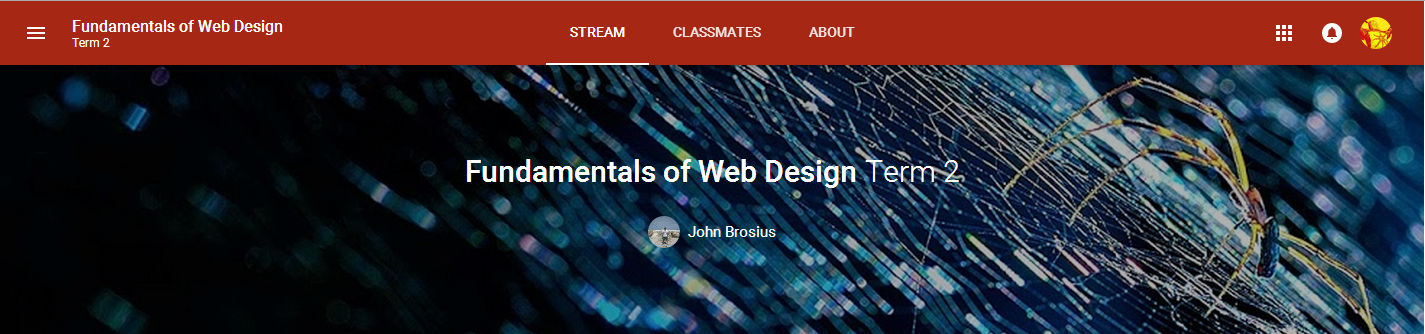 Fundamentals of Web Design
Term 2
STREAM CLASSMATES ABOUT
Fundamentals of Web Design Term 2
John Brosius